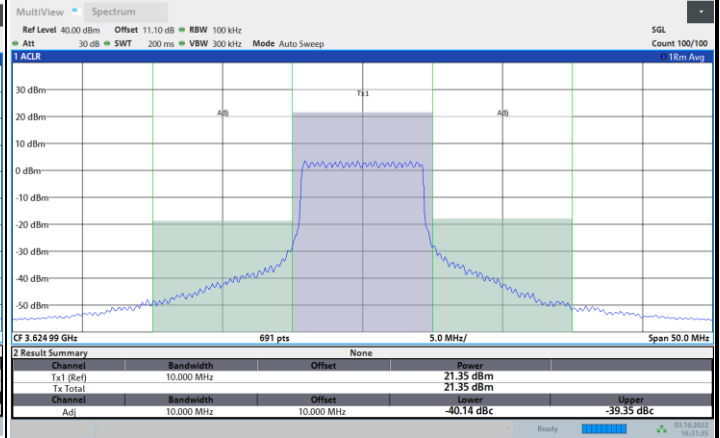 MultiView Spectrum
Ref Level 40.00 dBm Offset 11.10 dB RBW 100 kHz SGL
Att 30 dB SWT 200 ms VBW 300 kHz Mode Auto Sweep Count 100/100
1 ACLR 1Rm Avg
30 dBm
Tx1
20 dBm
Adj Adj
10 dBm
0 dBm
-10 dBm
-20 dBm
-30 dBm
-40 dBm
-50 dBm
CF 3.624 99 GHz 691 pts 5.0 MHz/ Span 50.0 MHz
2 Result Summary None
Channel Bandwidth Offset Power
Tx1 (Ref) 10.000 MHz 21.35 dBm
Tx Total 21.35 dBm
Channel Bandwidth Offset Lower Upper
Adj 10.000 MHz 10.000 MHz -40.14 dBc -39.35 dBc
Ready 03.10.2022
16:31:35